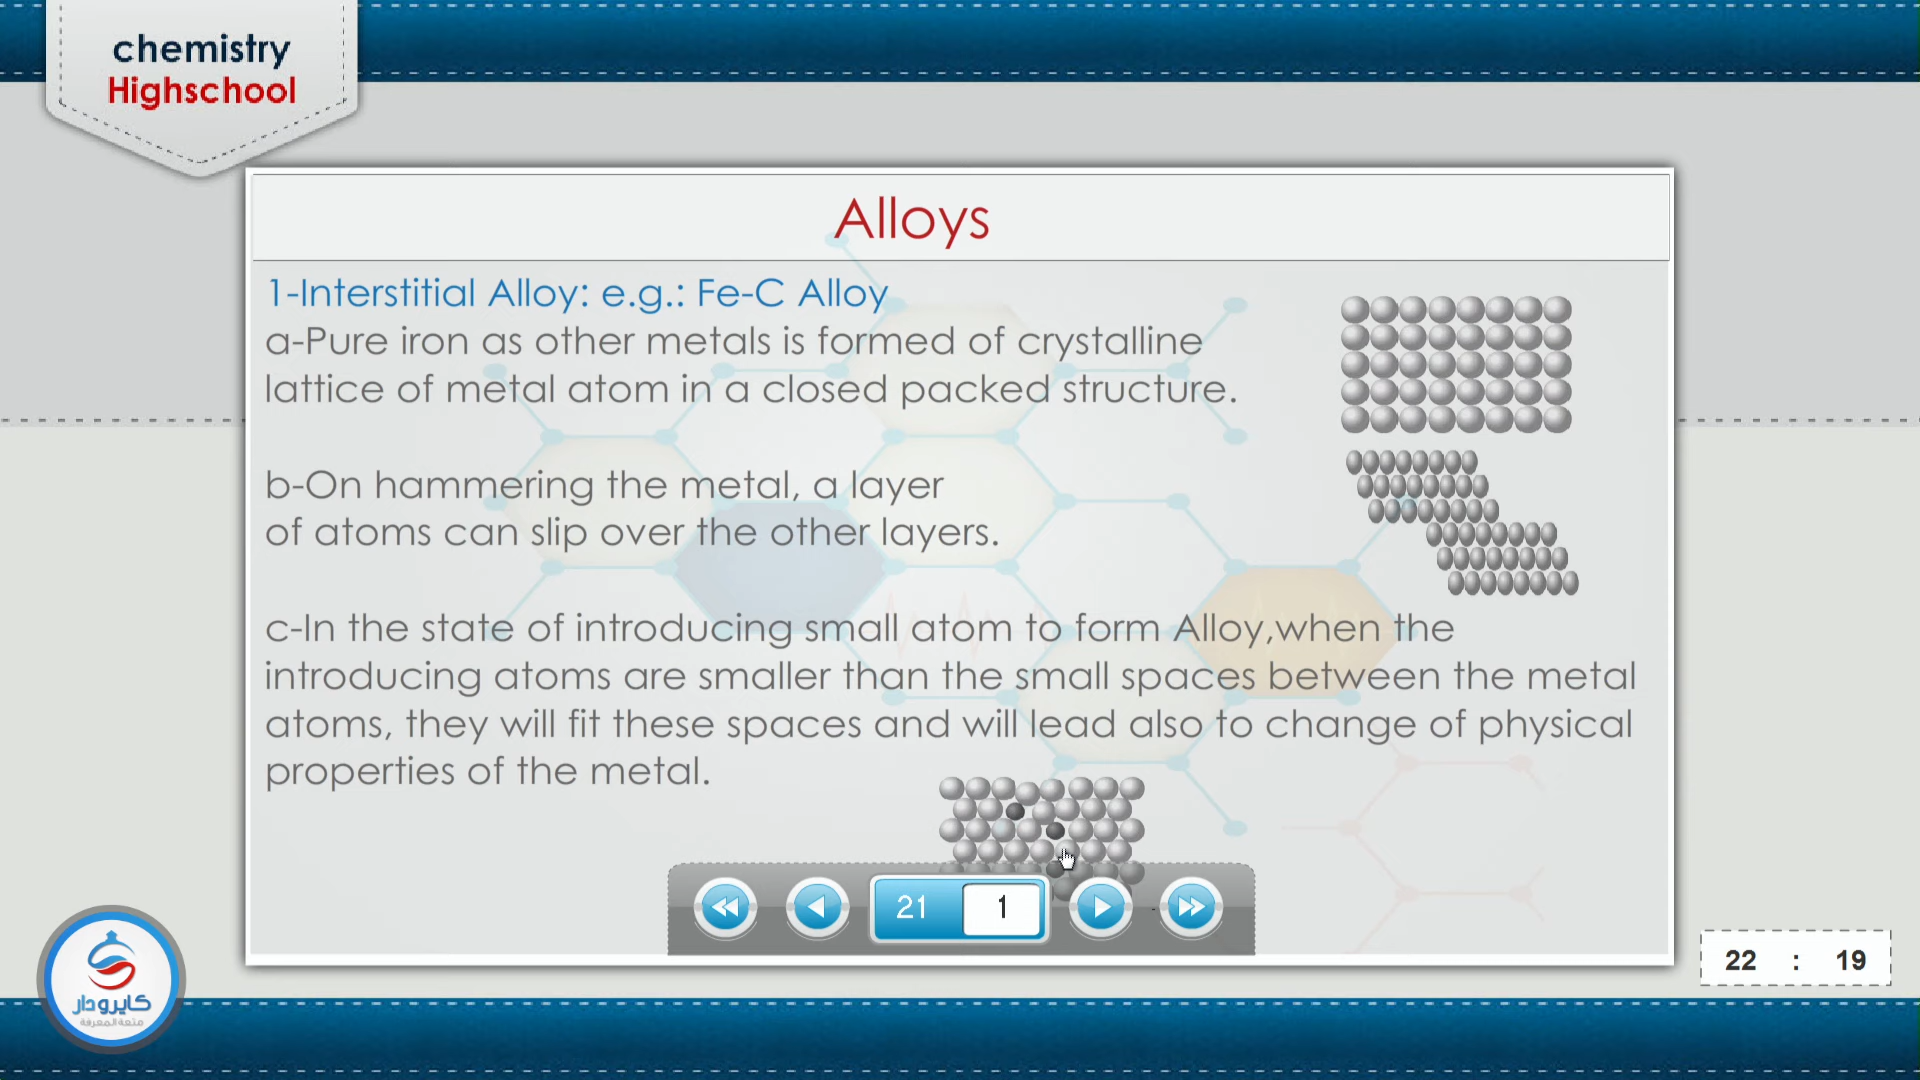 chemistry
Highschool
Alloys
1-Interstitial Alloy: e.g.: Fe-C Alloy
a-Pure iron as other metals is formed of crystalline
lattice of metal atom in a closed packed structure.
b-On hammering the metal, a layer
of atoms can slip over the other layers.
c-In the state of introducing small atom to form Alloy,when the
introducing atoms are smaller than the small spaces between the metal
atoms, they will fit these spaces and will lead also to change of physical
properties of the metal.
21 1
22 : 19
كايرودار
متعة المعرفة